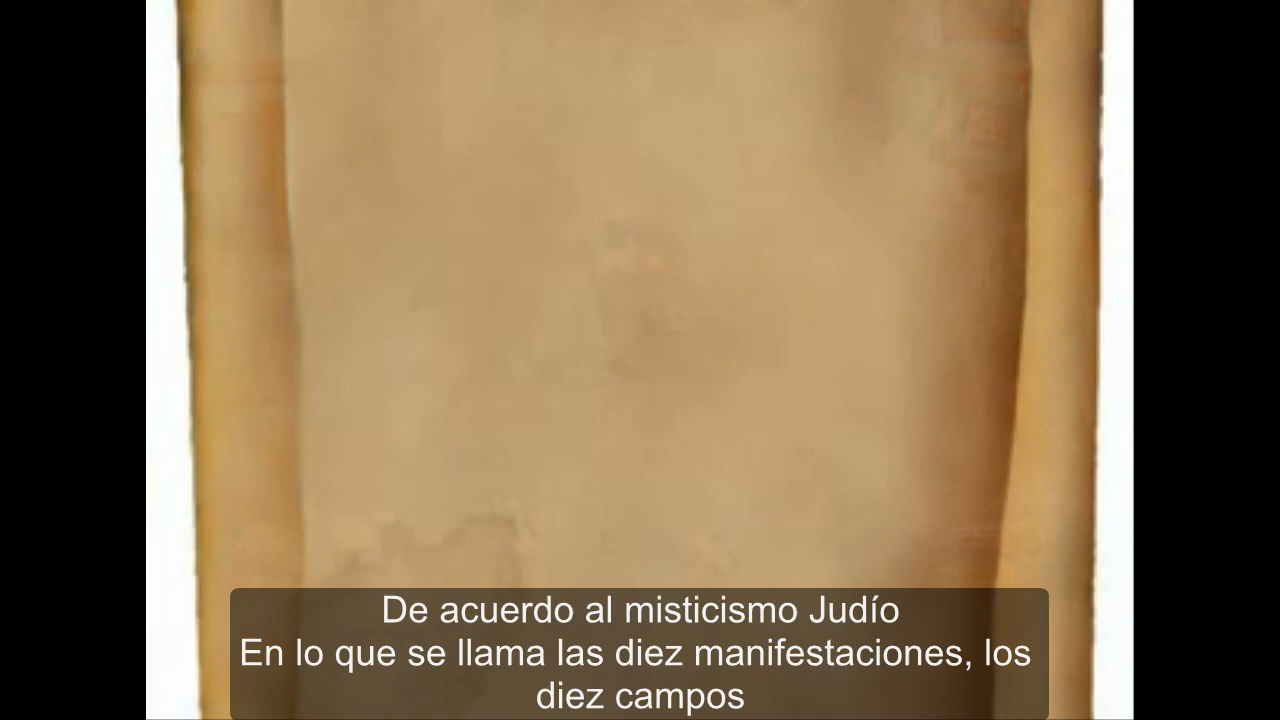 De acuerdo al misticismo Judío
En lo que se llama las diez manifestaciones, los
diez campos